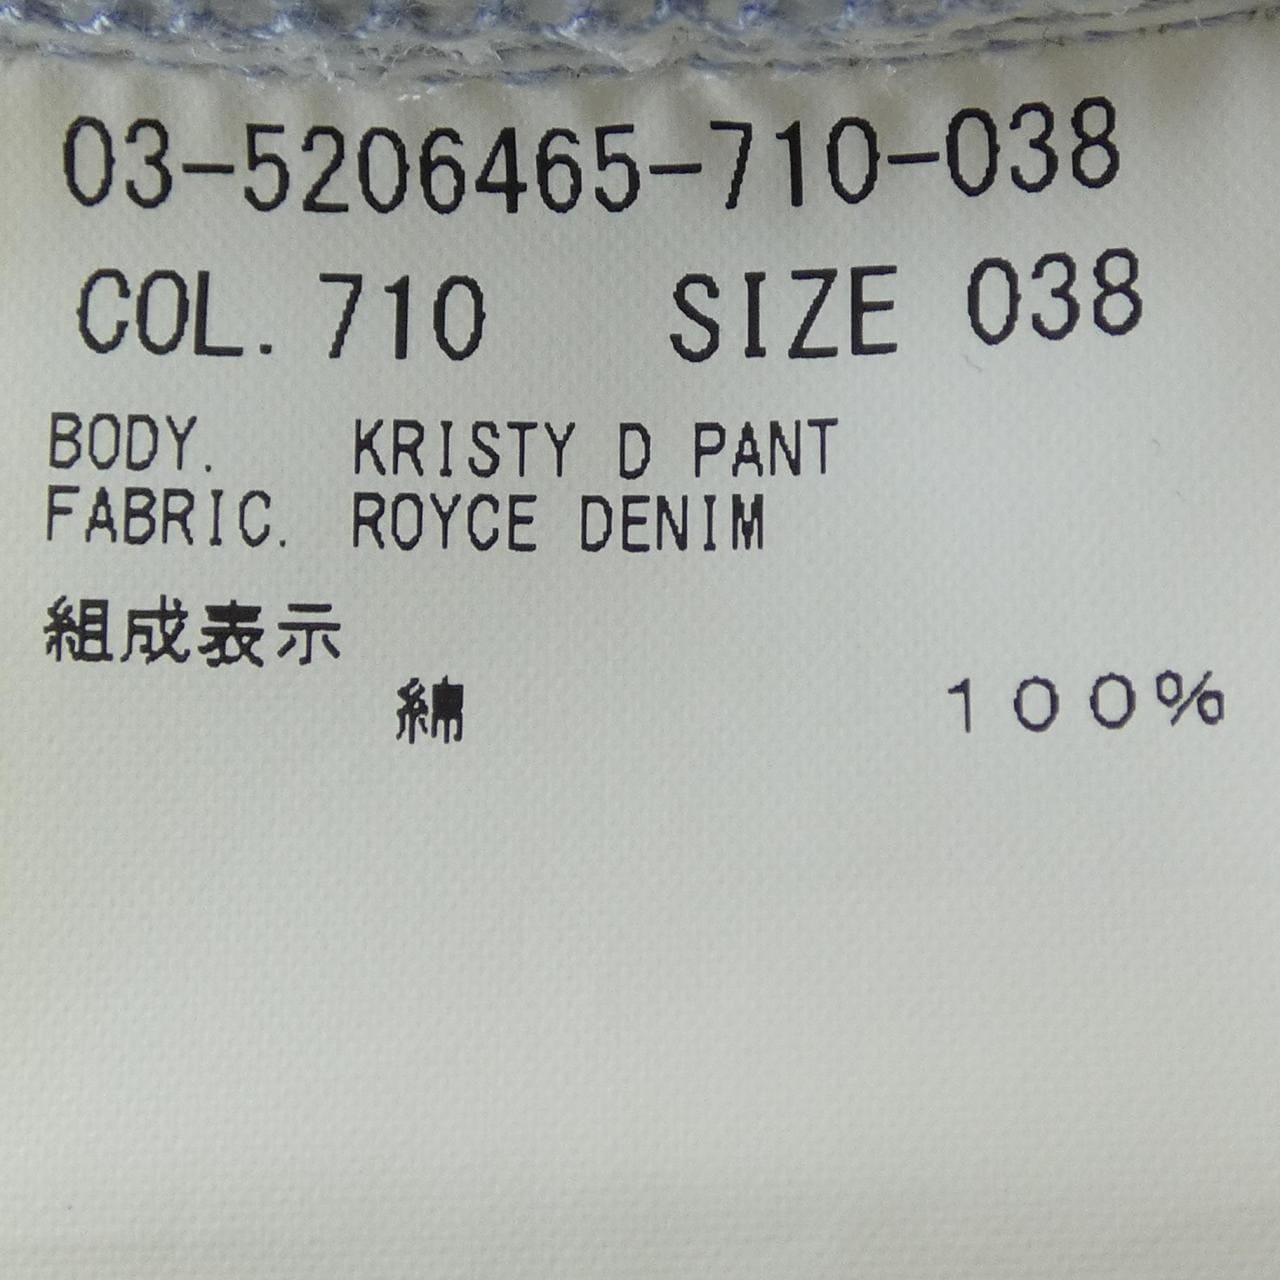 03-5206465-710-038
COL. 710 SIZE 038
BODY. KRISTY D PANT
FABRIC. ROYCE DENIM
組成表示
綿 100%